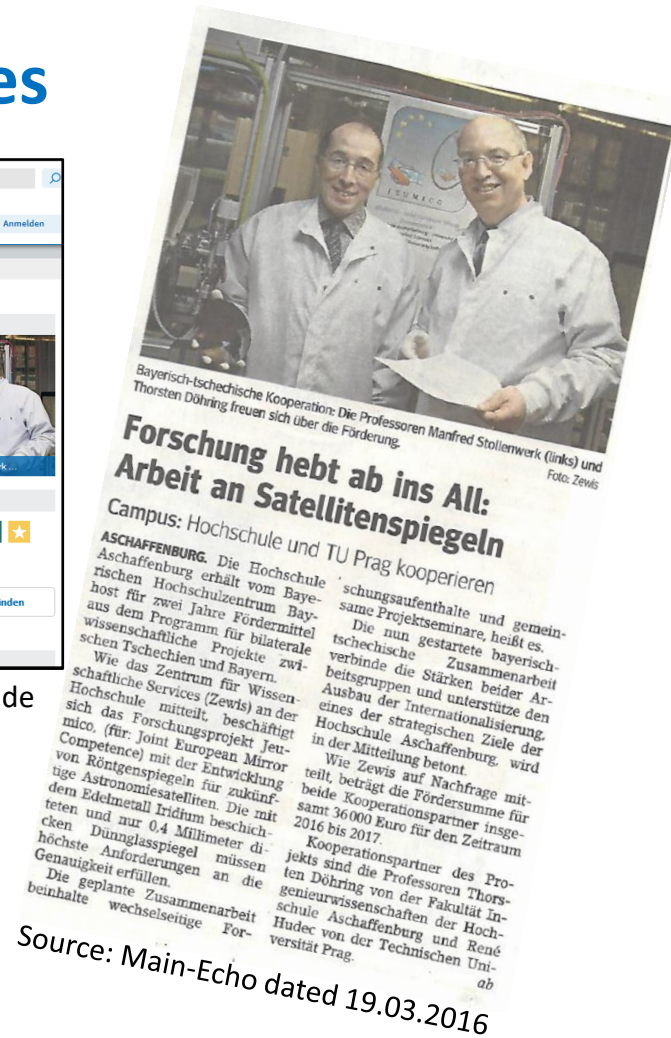 es
Anmelden
rk ...
inden
de
JEUMICO
Bayerisch-tschechische Kooperation: Die Professoren Manfred Stollenwerk (links) und
Thorsten Döhring freuen sich über die Förderung.
Foto: Zewis
Forschung hebt ab ins All:
Arbeit an Satellitenspiegeln
Campus: Hochschule und TU Prag kooperieren
ASCHAFFENBURG. Die Hochschule
Aschaffenburg erhält vom Baye-
rischen Hochschulzentrum Bay-
host für zwei Jahre Fördermittel
aus dem Programm für bilaterale
wissenschaftliche Projekte zwi-
schen Tschechien und Bayern.
Wie das Zentrum für Wissen-
schaftliche Services (Zewis) an der
Hochschule mitteilt, beschäftigt
sich das Forschungsprojekt Jeu-
mico, (für: Joint European Mirror
Competence) mit der Entwicklung
von Röntgenspiegeln für zukünf-
tige Astronomiesatelliten. Die mit
dem Edelmetall Iridium beschich-
teten und nur 0,4 Millimeter di-
cken Dünnglasspiegel müssen
höchste Anforderungen an die
Genauigkeit erfüllen.
Die geplante Zusammenarbeit
beinhalte wechselseitige For-
schungsaufenthalte und gemein-
same Projektseminare, heißt es.
Die nun gestartete bayerisch-
tschechische Zusammenarbeit
verbinde die Stärken beider Ar-
beitsgruppen und unterstütze den
Ausbau der Internationalisierung,
eines der strategischen Ziele der
Hochschule Aschaffenburg, wird
in der Mitteilung betont.
Wie Zewis auf Nachfrage mit-
teilt, beträgt die Fördersumme für
beide Kooperationspartner insge-
samt 36000 Euro für den Zeitraum
2016 bis 2017.
Kooperationspartner des Pro-
jekts sind die Professoren Thors-
ten Döhring von der Fakultät In-
genieurwissenschaften der Hoch-
schule Aschaffenburg und René
Hudec von der Technischen Uni-
versität Prag.
ab
Source: Main-Echo dated 19.03.2016